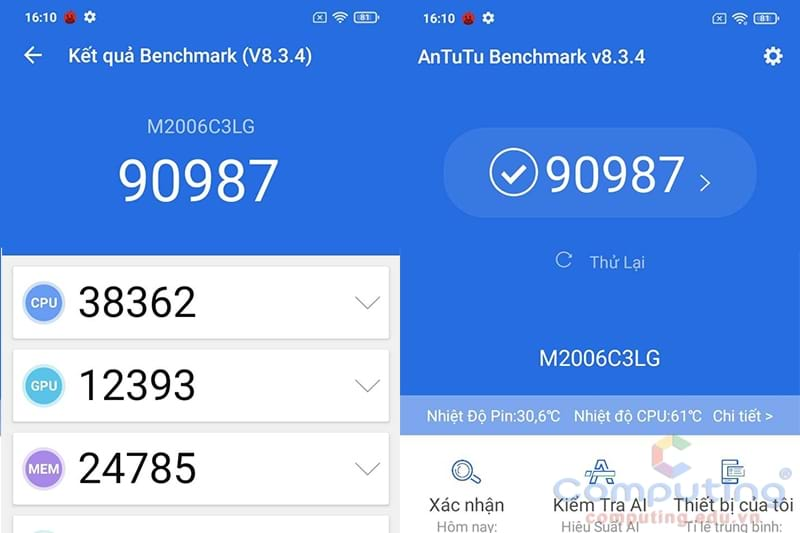 16:10
81
Kết quả Benchmark (V8.3.4)
M2006C3LG
90987
CPU 38362
GPU 12393
MEM 24785
16:10
81
AnTuTu Benchmark v8.3.4
90987
Thử Lại
M2006C3LG
Nhiệt Độ Pin:30,6℃ Nhiệt độ CPU:61℃ Chi tiết >
Xác nhận Kiểm Tra AI Thiết bị của tôi
Hôm nay: Hiệu Suất AI Tỉ lệ trung bình:
Computing®
computing.edu.vn